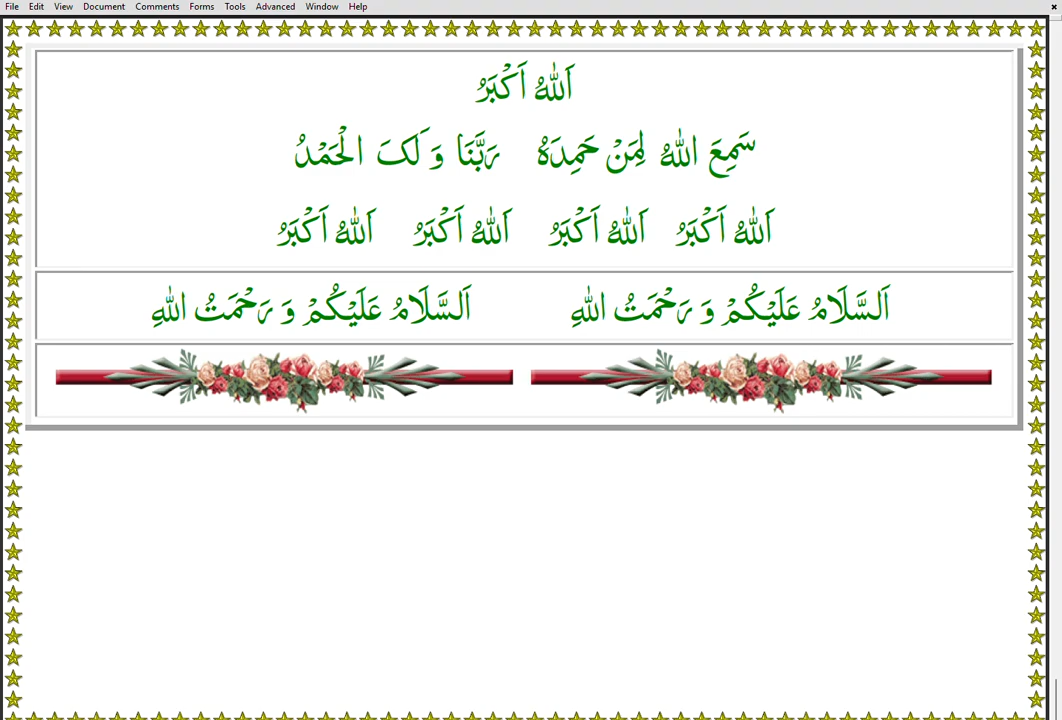 File Edit View Document Comments Forms Tools Advanced Window Help
اَللّٰهُ اَكْبَرُ
سَمِعَ اللّٰهُ لِمَنْ حَمِدَهٗ رَبَّنَا وَ لَکَ الْحَمْدُ
اَللّٰهُ اَكْبَرُ اَللّٰهُ اَكْبَرُ اَللّٰهُ اَكْبَرُ اَللّٰهُ اَكْبَرُ
اَلسَّلَامُ عَلَيْكُمْ وَ رَحْمَتُ اللّٰهِ اَلسَّلَامُ عَلَيْكُمْ وَ رَحْمَتُ اللّٰهِ